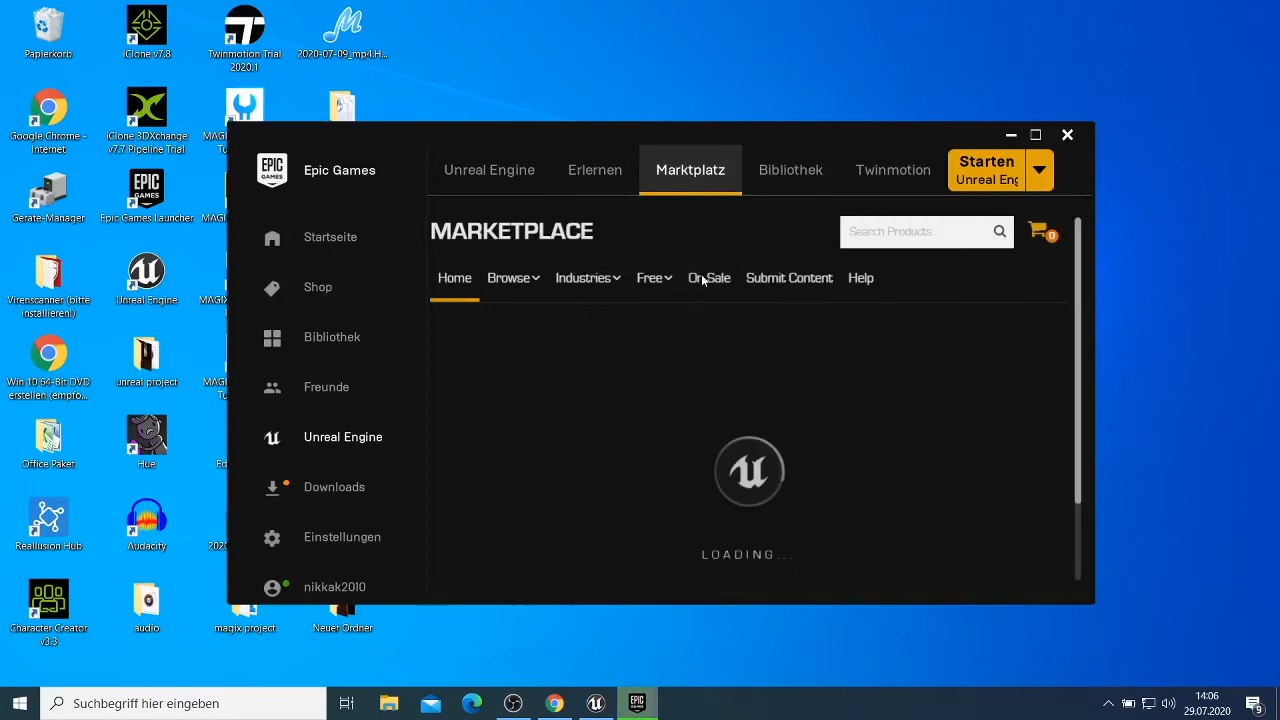 Papierkorb
iClone v7.8
Twinmotion Trial
2020.1
2020-07-09_mp4.H...
Google Chrome -
Internet
iClone 3DXchange
v7.7 Pipeline Trial
Geräte-Manager
Epic Games Launcher
Virenscanner (bitte
installieren!)
Unreal Engine
Win 10 64-Bit DVD
erstellen (empfo...
unreal project
Office Paket
Hue
Reallusion Hub
Audacity
Character Creator
v3.3
audio
magix project
Neuer Ordner
EPIC
GAMES
Epic Games
Unreal Engine
Erlernen
Marktplatz
Bibliothek
Twinmotion
Starten
Unreal Eng
Startseite
Shop
Bibliothek
Freunde
Unreal Engine
Downloads
Einstellungen
nikkak2010
MARKETPLACE
Search Products
0
Home
Browse
Industries
Free
On Sale
Submit Content
Help
LOADING...
Suchbegriff hier eingeben
14:06
29.07.2020
9